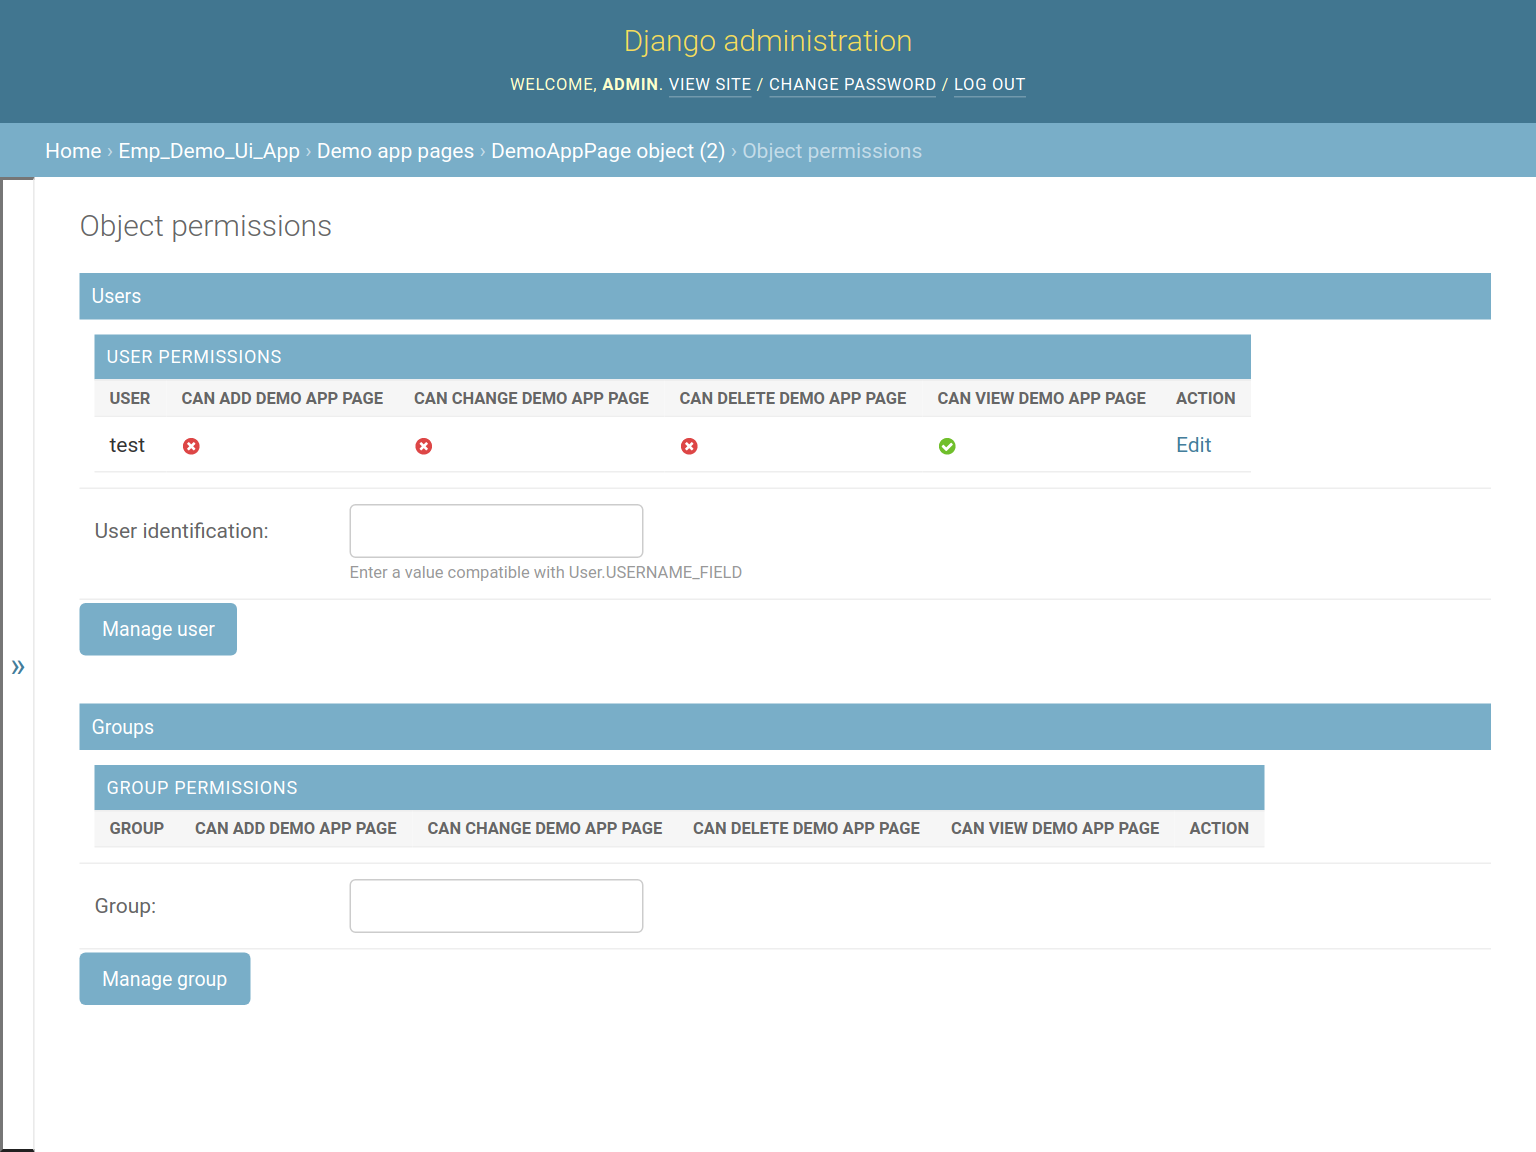 Django administration
WELCOME, ADMIN. VIEW SITE / CHANGE PASSWORD / LOG OUT
Home › Emp_Demo_Ui_App › Demo app pages › DemoAppPage object (2) › Object permissions
Object permissions
Users
USER PERMISSIONS
USER CAN ADD DEMO APP PAGE CAN CHANGE DEMO APP PAGE CAN DELETE DEMO APP PAGE CAN VIEW DEMO APP PAGE ACTION
test Edit
User identification:
Enter a value compatible with User.USERNAME_FIELD
Manage user
»
Groups
GROUP PERMISSIONS
GROUP CAN ADD DEMO APP PAGE CAN CHANGE DEMO APP PAGE CAN DELETE DEMO APP PAGE CAN VIEW DEMO APP PAGE ACTION
Group:
Manage group